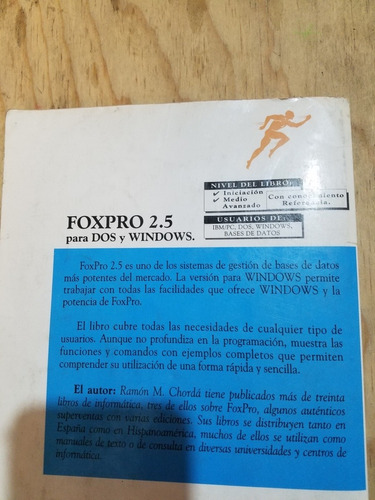 NIVEL DEL LIBRO:
✓ Iniciación
✓ Medio
Avanzado
Con conocimiento
Referencia.
USUARIOS DE:
IBM/PC, DOS, WINDOWS,
BASES DE DATOS
FOXPRO 2.5
para DOS y WINDOWS.
FoxPro 2.5 es uno de los sistemas de gestión de bases de datos
más potentes del mercado. La versión para WINDOWS permite
trabajar con todas las facilidades que ofrece WINDOWS y la
potencia de FoxPro.
El libro cubre todas las necesidades de cualquier tipo de
usuarios. Aunque no profundiza en la programación, muestra las
funciones y comandos con ejemplos completos que permiten
comprender su utilización de una forma rápida y sencilla.
El autor: Ramón M. Chordá tiene publicados más de treinta
libros de informática, tres de ellos sobre FoxPro, algunos auténticos
superventas con varias ediciones. Sus libros se distribuyen tanto en
España como en Hispanoamérica, muchos de ellos se utilizan como
manuales de texto o de consulta en diversas universidades y centros de
informática.